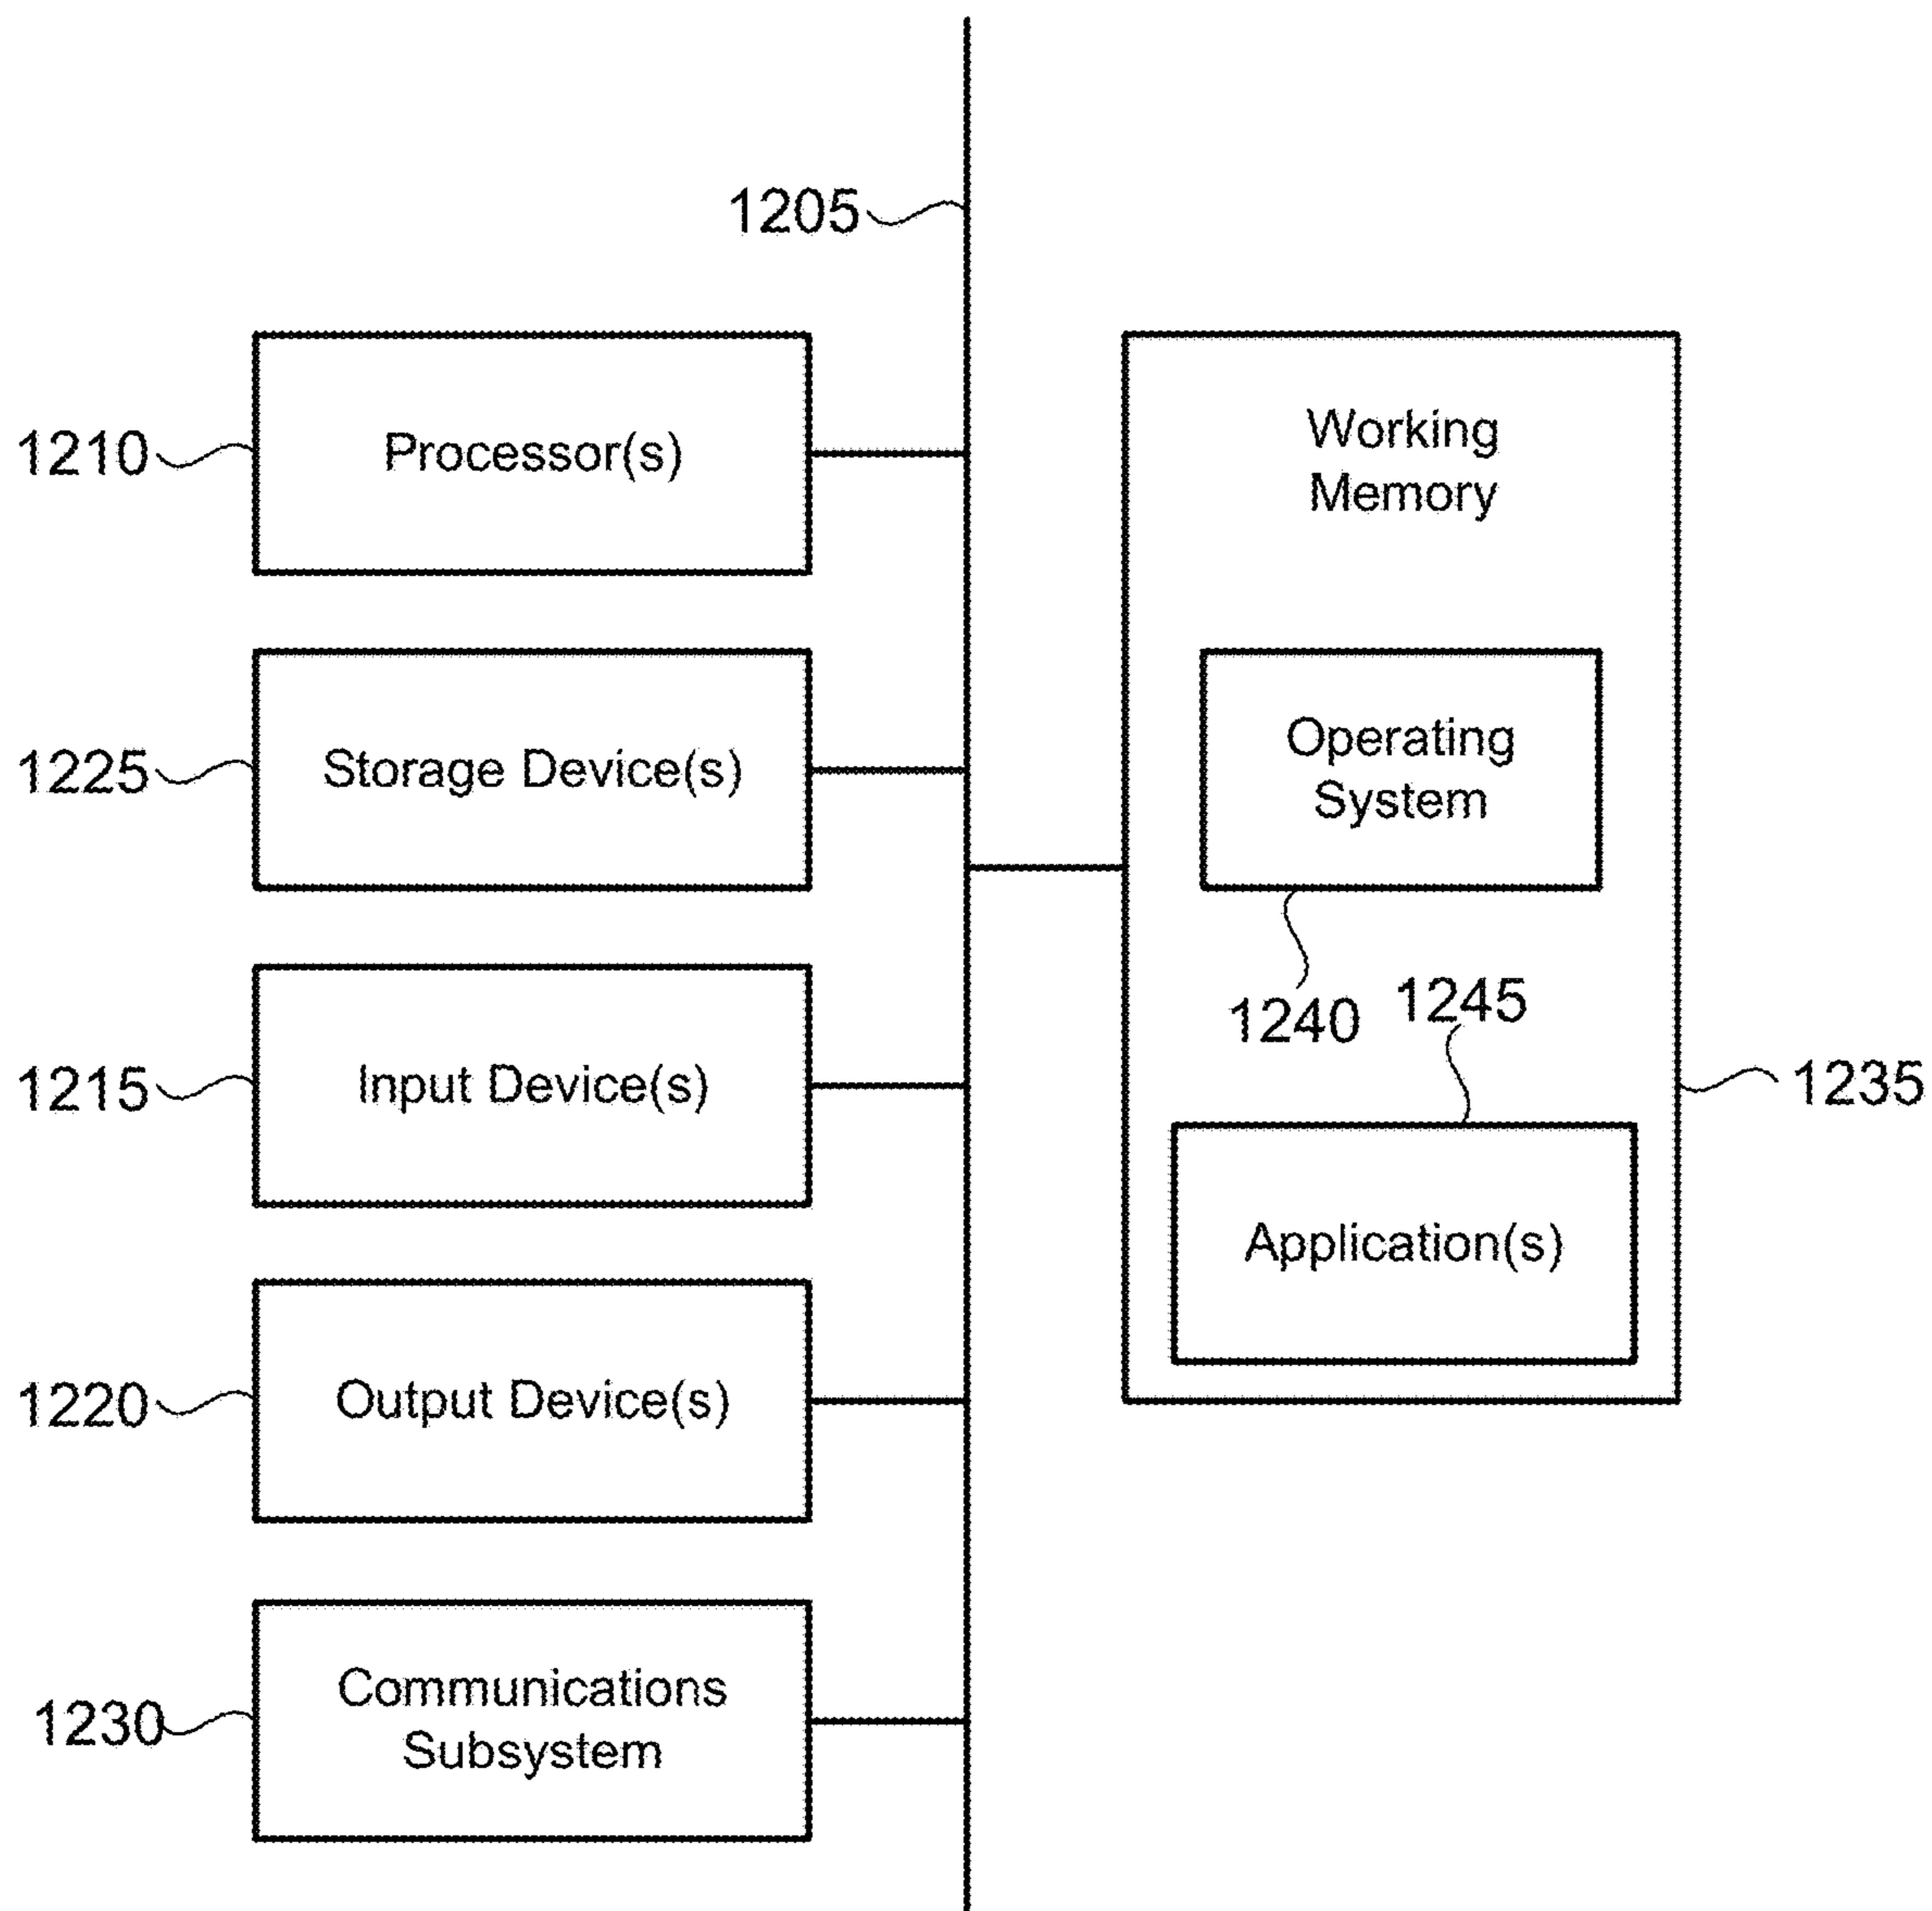 1205
1210
Processor(s)
Working
Memory
1225
Storage Device(s)
Operating
System
1240
1245
1215
Input Device(s)
1235
Application(s)
1220
Output Device(s)
1230
Communications
Subsystem